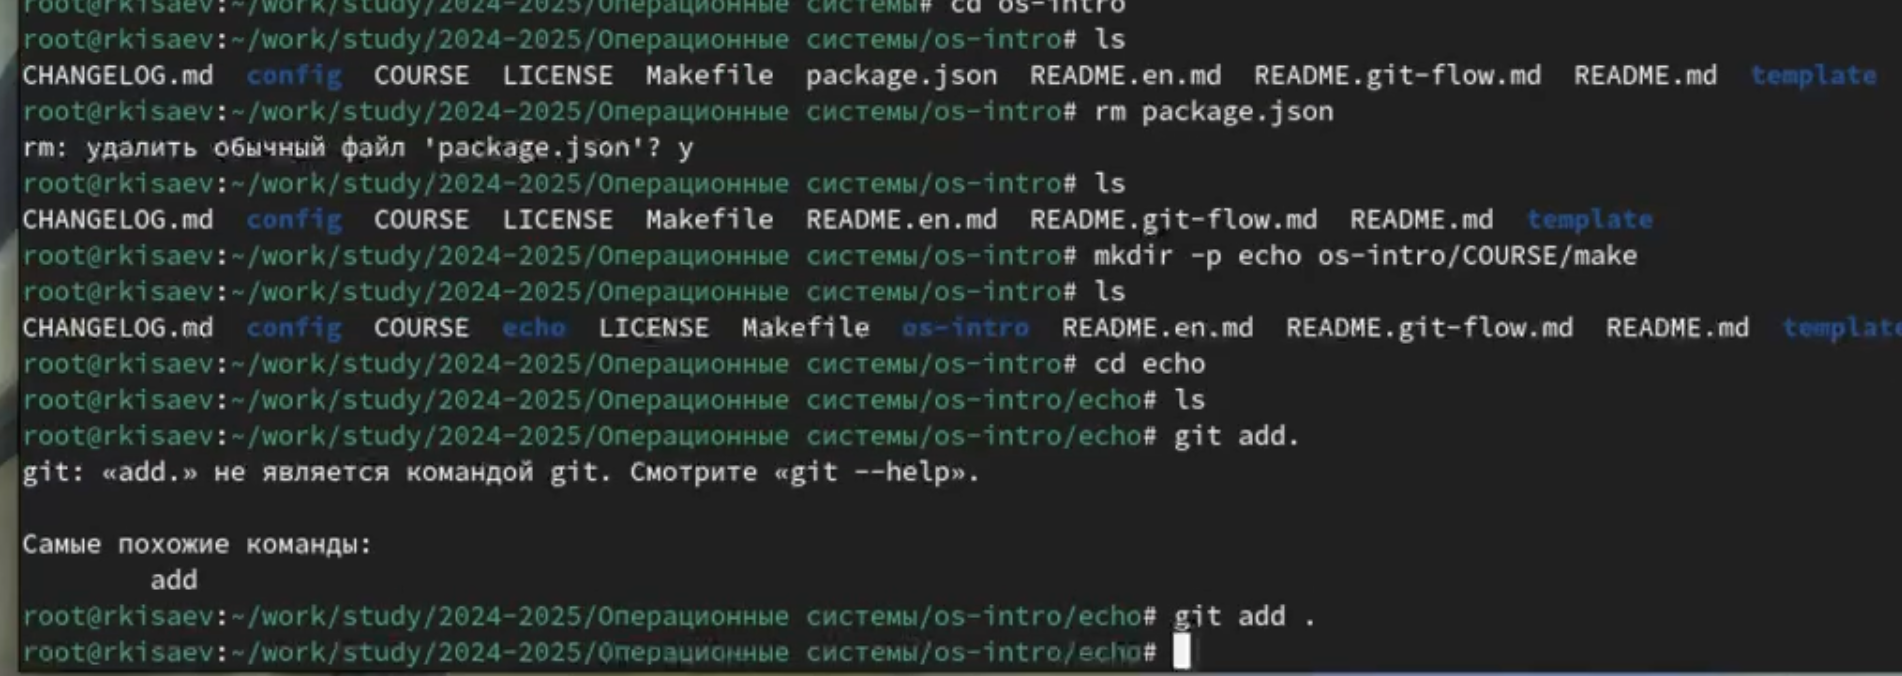 root@rkisaev:~/work/study/2024-2025/Операционные системы# cd os-intro
root@rkisaev:~/work/study/2024-2025/Операционные системы/os-intro# ls
CHANGELOG.md  config  COURSE  LICENSE  Makefile  package.json  README.en.md  README.git-flow.md  README.md  template
root@rkisaev:~/work/study/2024-2025/Операционные системы/os-intro# rm package.json
rm: удалить обычный файл 'package.json'? y
root@rkisaev:~/work/study/2024-2025/Операционные системы/os-intro# ls
CHANGELOG.md  config  COURSE  LICENSE  Makefile  README.en.md  README.git-flow.md  README.md  template
root@rkisaev:~/work/study/2024-2025/Операционные системы/os-intro# mkdir -p echo os-intro/COURSE/make
root@rkisaev:~/work/study/2024-2025/Операционные системы/os-intro# ls
CHANGELOG.md  config  COURSE  echo  LICENSE  Makefile  os-intro  README.en.md  README.git-flow.md  README.md  template
root@rkisaev:~/work/study/2024-2025/Операционные системы/os-intro# cd echo
root@rkisaev:~/work/study/2024-2025/Операционные системы/os-intro/echo# ls
root@rkisaev:~/work/study/2024-2025/Операционные системы/os-intro/echo# git add.
git: «add.» не является командой git. Смотрите «git --help».
Самые похожие команды:
add
root@rkisaev:~/work/study/2024-2025/Операционные системы/os-intro/echo# git add .
root@rkisaev:~/work/study/2024-2025/Операционные системы/os-intro/echo#